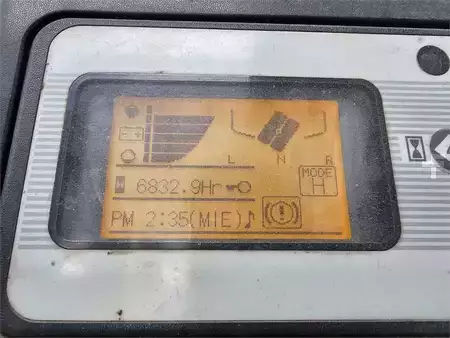 L N R
6832.9Hr
MODE
H
PM 2:35(MIE)